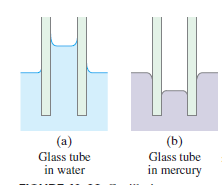 (a)
Glass tube
in water
(b)
Glass tube
in mercury